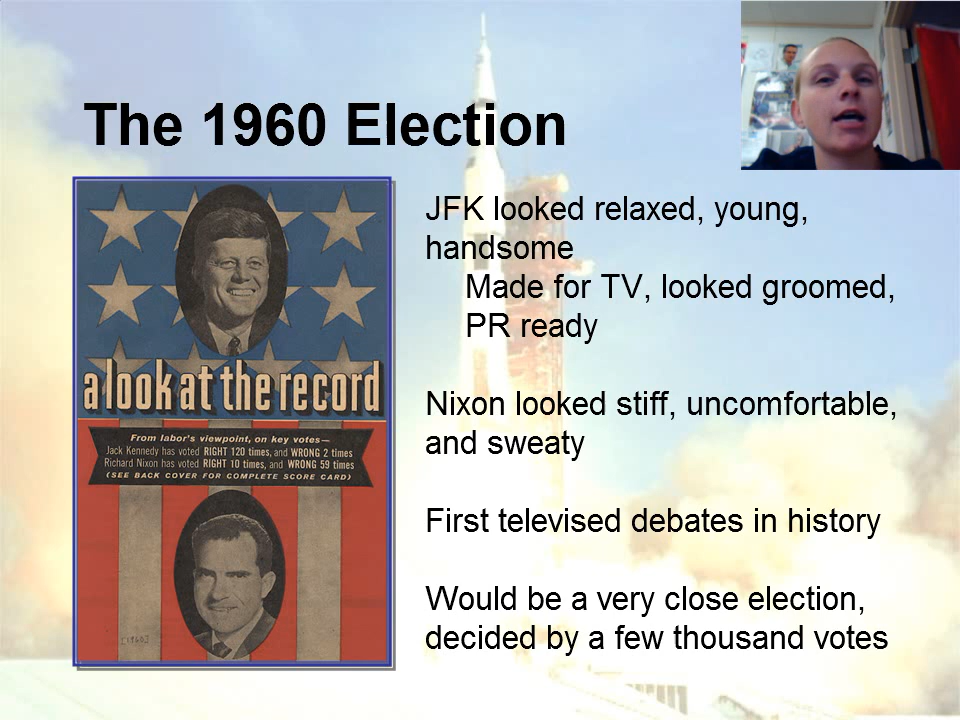 The 1960 Election
JFK looked relaxed, young,
handsome
Made for TV, looked groomed,
PR ready
Nixon looked stiff, uncomfortable,
and sweaty
First televised debates in history
Would be a very close election,
decided by a few thousand votes
a look at the record
From labor's viewpoint, on key votes—
Jack Kennedy has voted RIGHT 120 times, and WRONG 2 times
Richard Nixon has voted RIGHT 10 times, and WRONG 59 times
(SEE BACK COVER FOR COMPLETE SCORE CARD)
[1960]